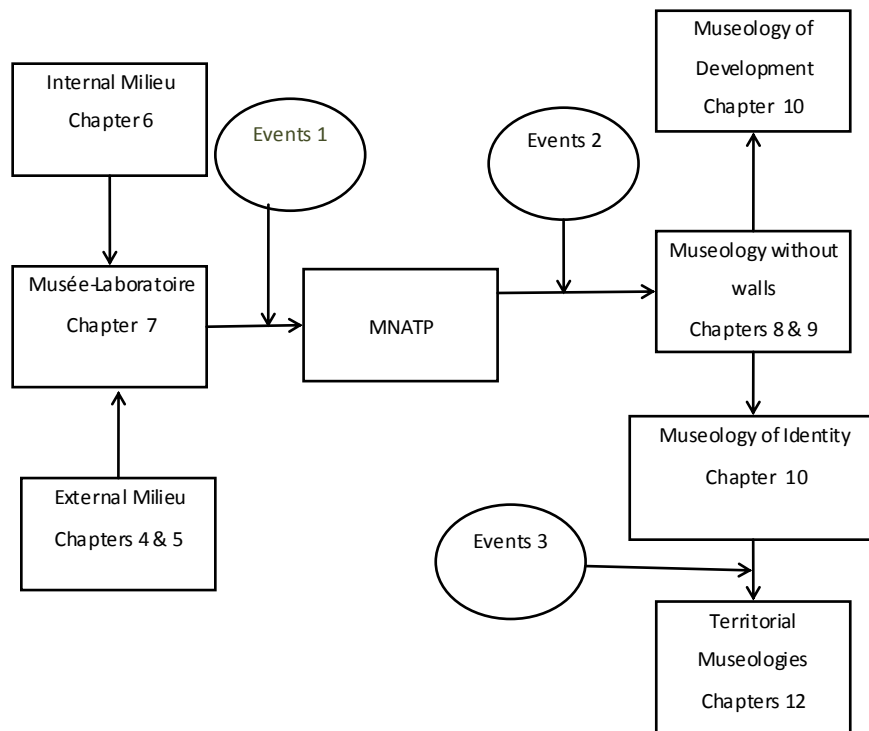 Internal Milieu
Chapter 6
Events 1
Events 2
Museology of
Development
Chapter 10
Musée-Laboratoire
Chapter 7
MNATP
Museology without
walls
Chapters 8 & 9
Museology of Identity
Chapter 10
External Milieu
Chapters 4 & 5
Events 3
Territorial
Museologies
Chapters 12